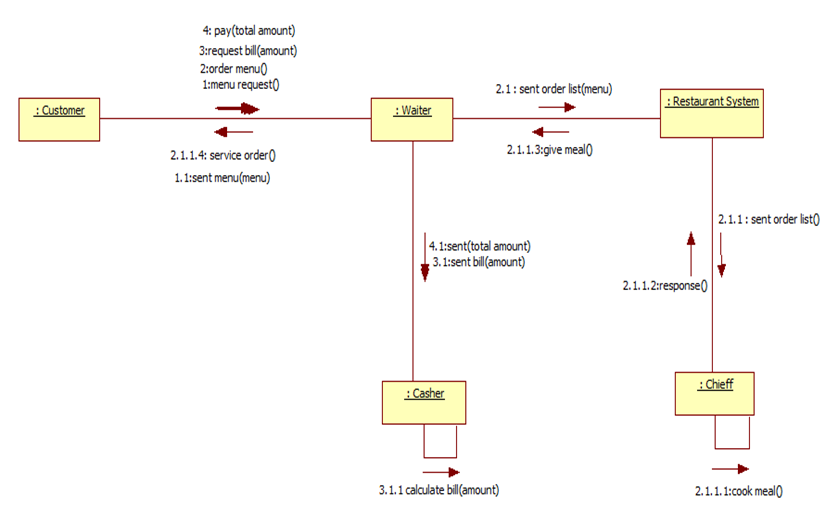 4: pay(total amount)
3:request bill(amount)
2:order menu()
1:menu request()
: Customer
2.1.1.4: service order()
1.1:sent menu(menu)
: Waiter
2.1 : sent order list(menu)
2.1.1.3:give meal()
: Restaurant System
2.1.1 : sent order list()
2.1.1.2:response()
4.1:sent(total amount)
3.1:sent bill(amount)
: Casher
3.1.1 calculate bill(amount)
: Chieff
2.1.1.1:cook meal()